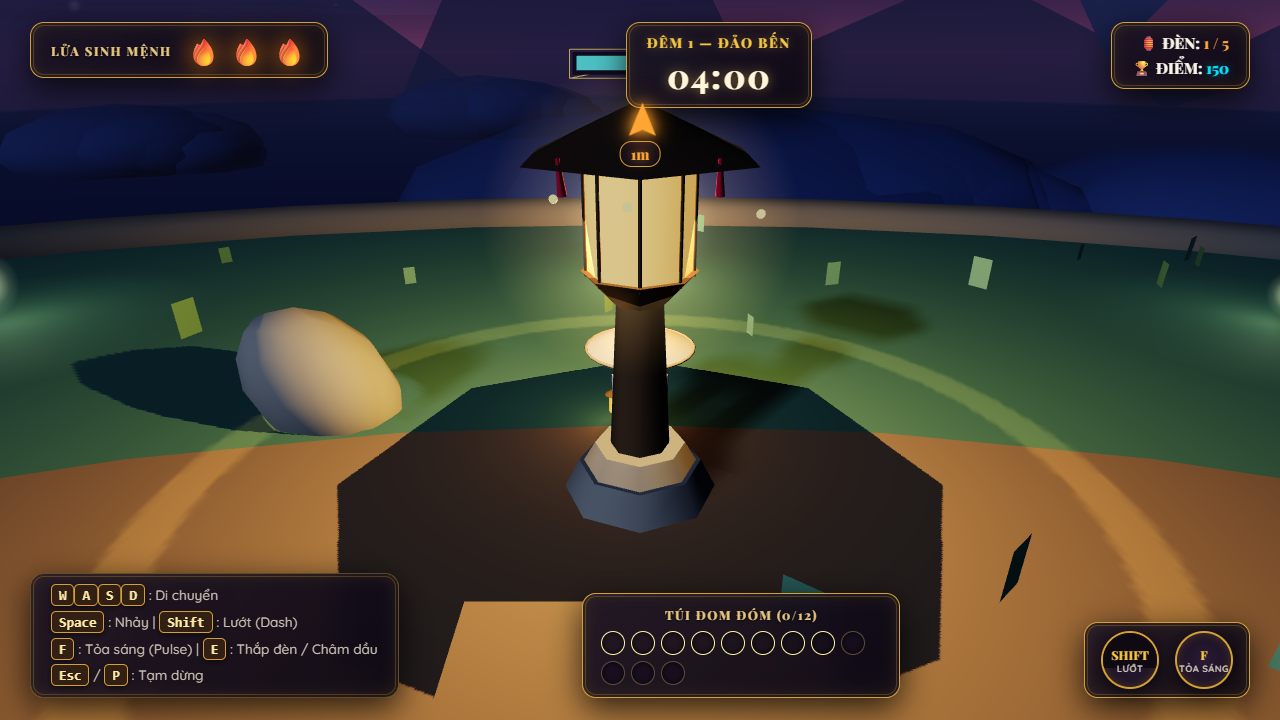 LỬA SINH MỆNH
ĐÊM 1 — ĐẢO BẾN
04:00
ĐÈN: 1 / 5
ĐIỂM: 150
1m
W A S D : Di chuyển
Space : Nhảy | Shift : Lướt (Dash)
F : Tỏa sáng (Pulse) | E : Thắp đèn / Châm dầu
Esc / P : Tạm dừng
TÚI ĐOM ĐÓM (0/12)
SHIFT
LƯỚT
F
TỎA SÁNG